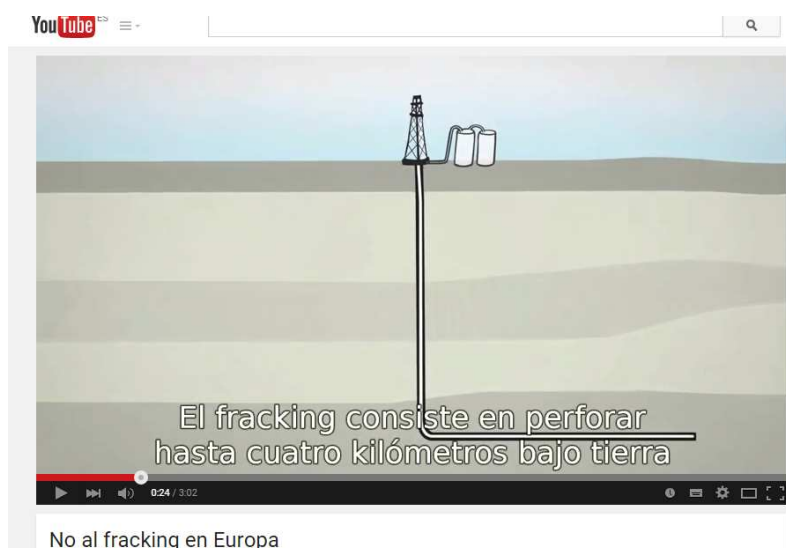 YouTube ES
El fracking consiste en perforar
hasta cuatro kilómetros bajo tierra
0:24 / 3:02
No al fracking en Europa